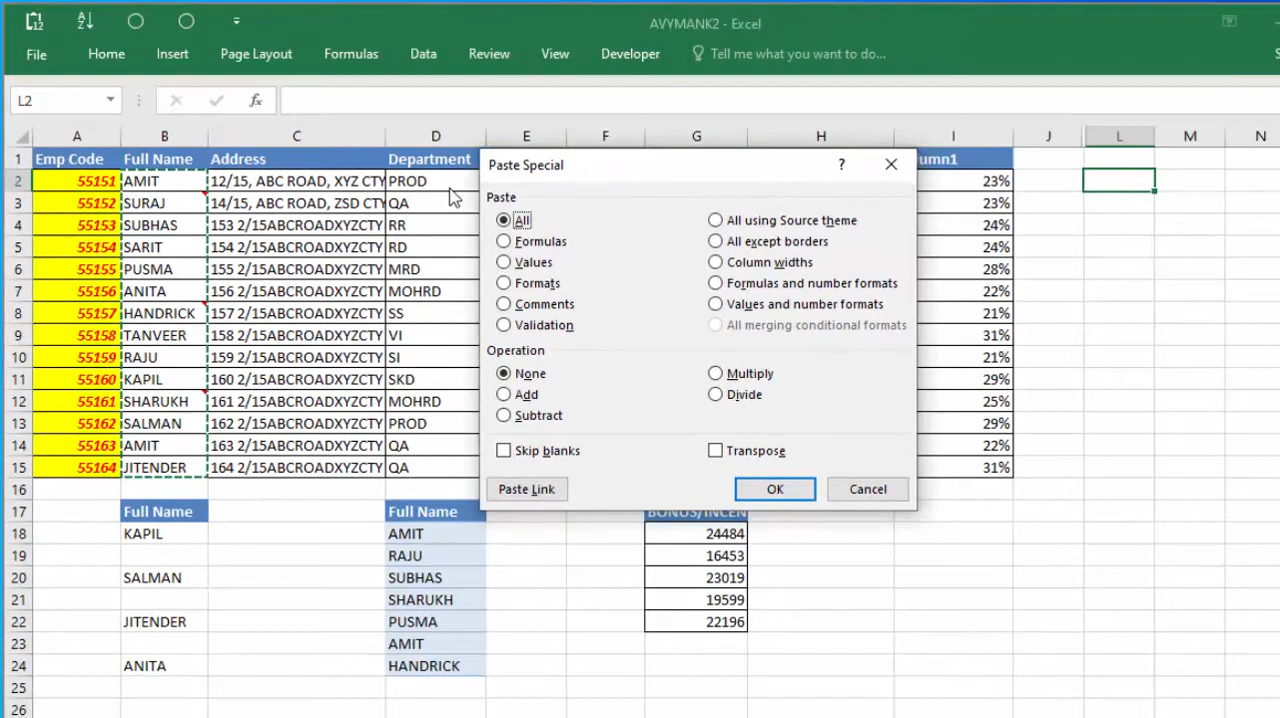 12 A Z
AVYMANK2 - Excel
File Home Insert Page Layout Formulas Data Review View Developer Tell me what you want to do...
L2 fx
A B C D E F G H I J K L M N
1 Emp Code Full Name Address Department umn1
2 55151 AMIT 12/15, ABC ROAD, XYZ CTY PROD 23%
3 55152 SURAJ 14/15, ABC ROAD, ZSD CTY QA 23%
4 55153 SUBHAS 153 2/15ABCROADXYZCTY RR 24%
5 55154 SARIT 154 2/15ABCROADXYZCTY RD 24%
6 55155 PUSMA 155 2/15ABCROADXYZCTY MRD 28%
7 55156 ANITA 156 2/15ABCROADXYZCTY MOHRD 22%
8 55157 HANDRICK 157 2/15ABCROADXYZCTY SS 21%
9 55158 TANVEER 158 2/15ABCROADXYZCTY VI 31%
10 55159 RAJU 159 2/15ABCROADXYZCTY SI 21%
11 55160 KAPIL 160 2/15ABCROADXYZCTY SKD 29%
12 55161 SHARUKH 161 2/15ABCROADXYZCTY MOHRD 25%
13 55162 SALMAN 162 2/15ABCROADXYZCTY PROD 29%
14 55163 AMIT 163 2/15ABCROADXYZCTY QA 22%
15 55164 JITENDER 164 2/15ABCROADXYZCTY QA 31%
16
17 Full Name Full Name BONUS/INCEN
18 KAPIL AMIT 24484
19 RAJU 16453
20 SALMAN SUBHAS 23019
21 SHARUKH 19599
22 JITENDER PUSMA 22196
23 AMIT
24 ANITA HANDRICK
25
26
Paste Special ?
Paste
All All using Source theme
Formulas All except borders
Values Column widths
Formats Formulas and number formats
Comments Values and number formats
Validation All merging conditional formats
Operation
None Multiply
Add Divide
Subtract
Skip blanks Transpose
Paste Link OK Cancel